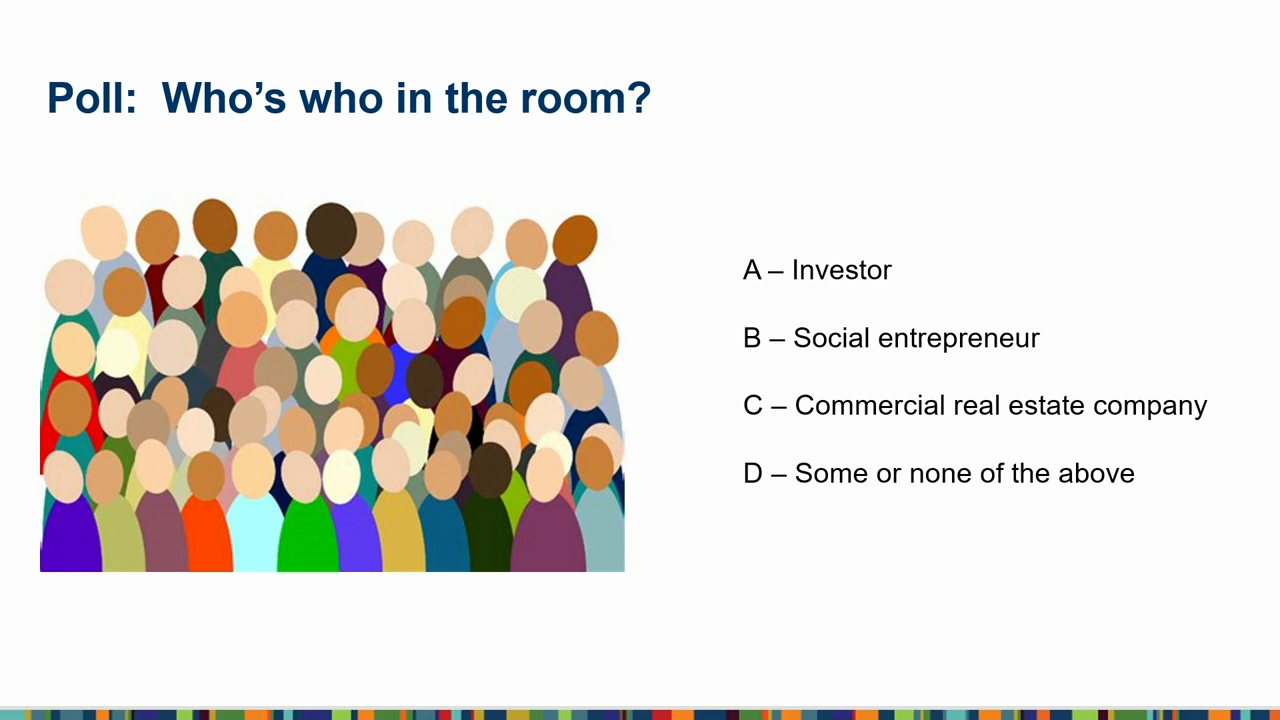 Poll:  Who’s who in the room?
A – Investor
B – Social entrepreneur
C – Commercial real estate company
D – Some or none of the above